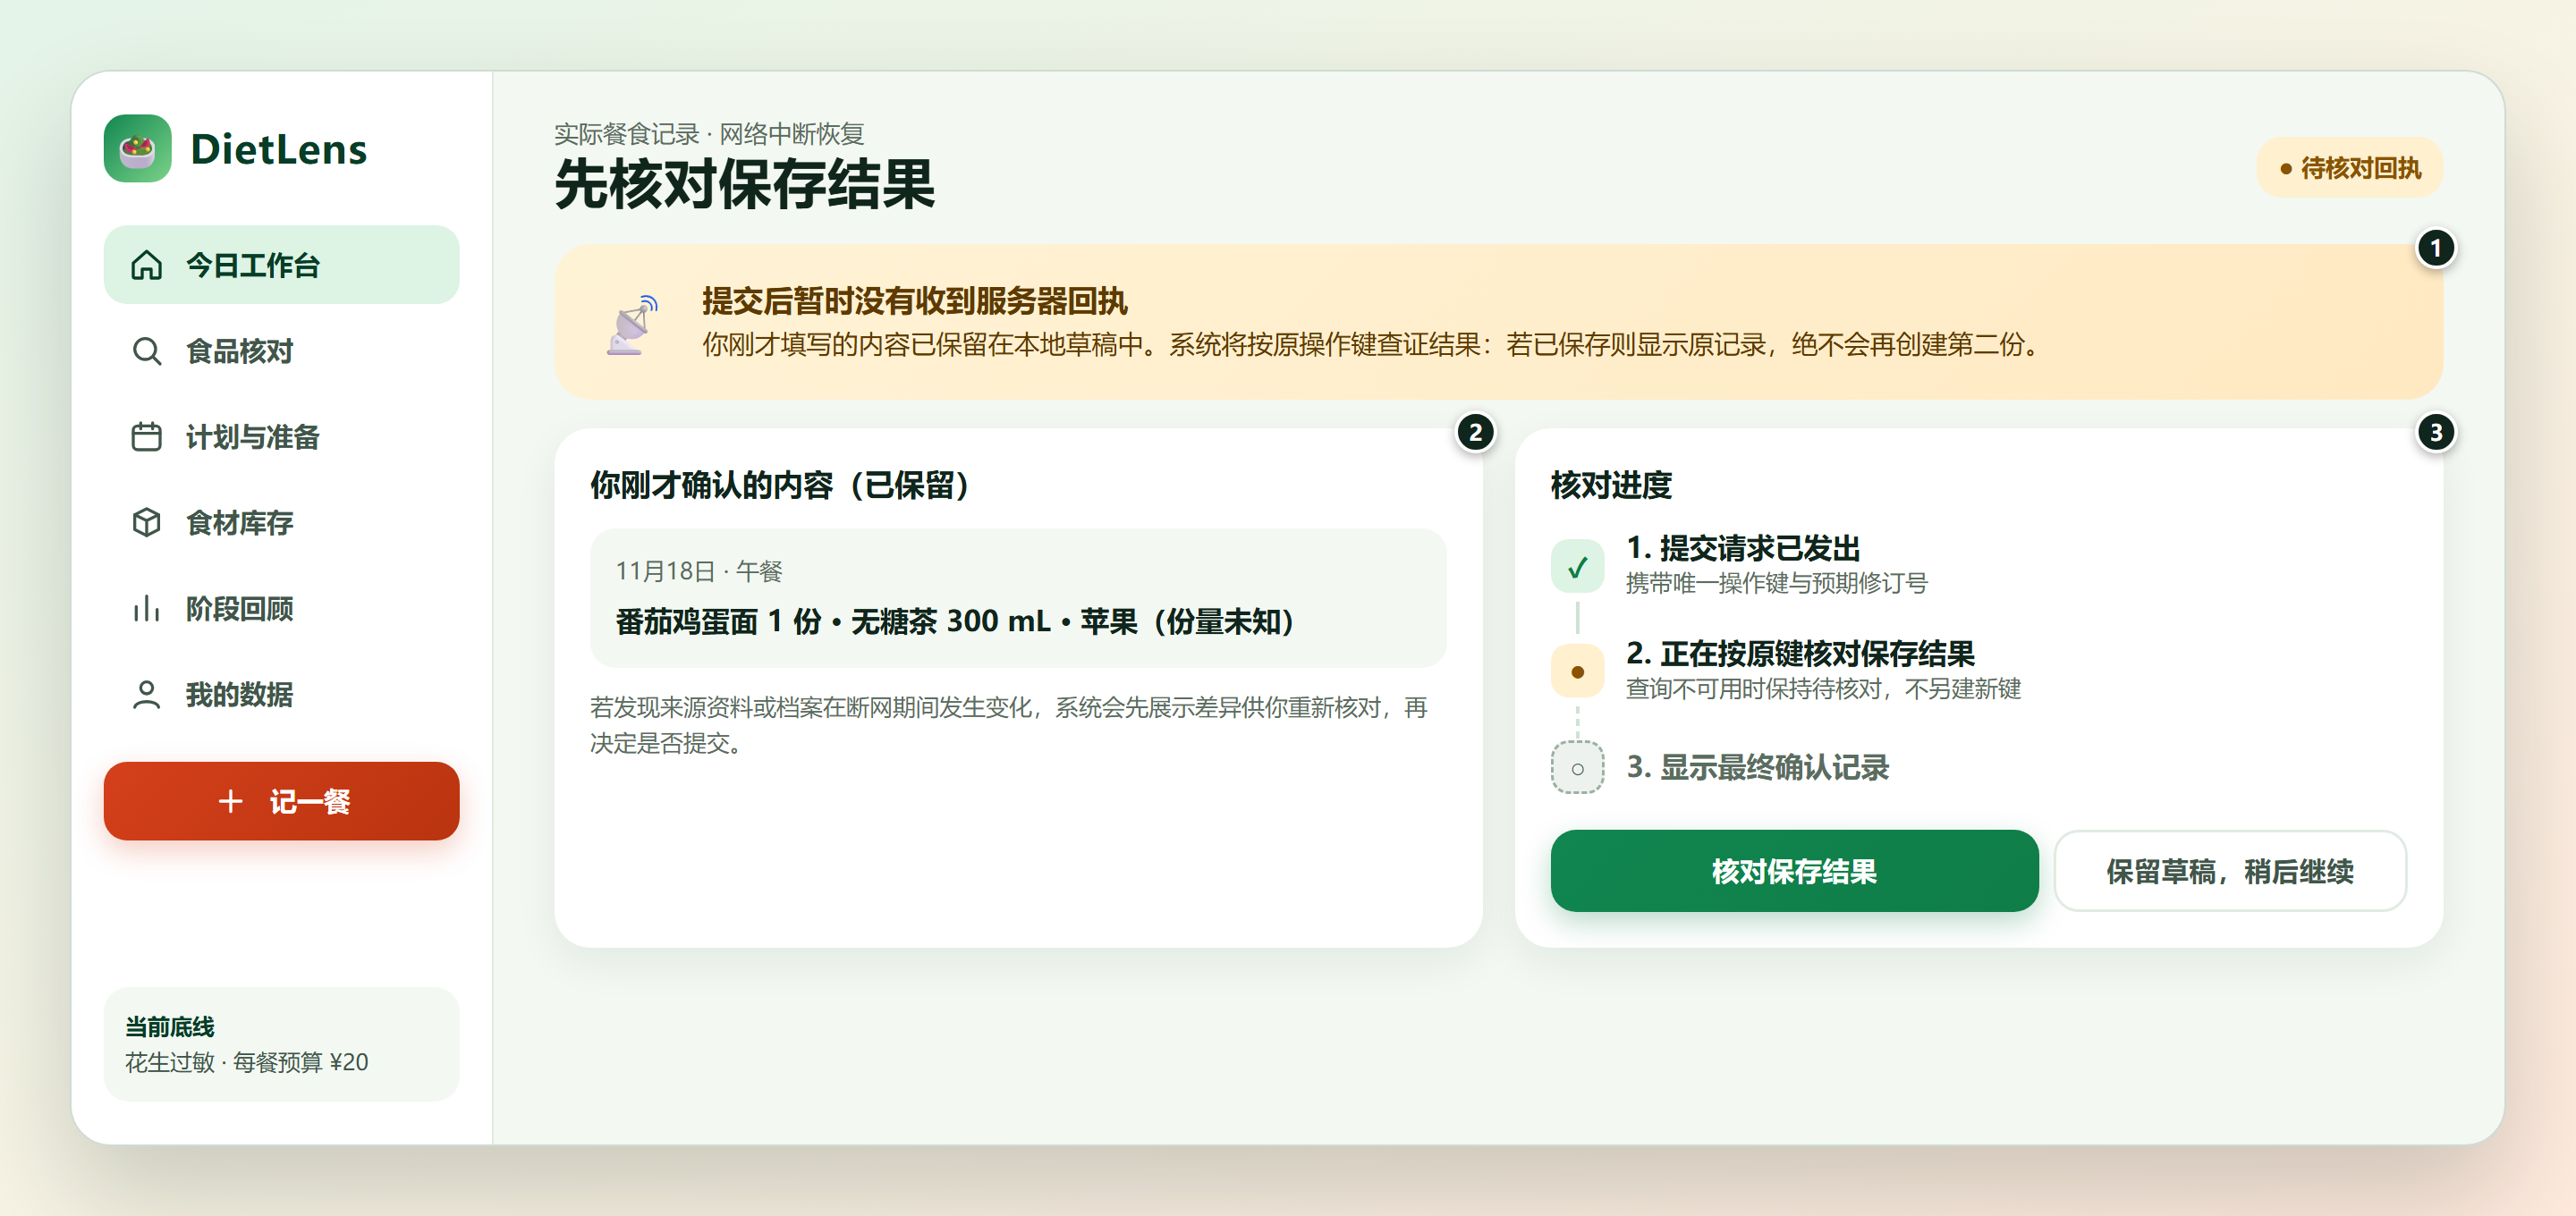 DietLens
今日工作台
食品核对
计划与准备
食材库存
阶段回顾
我的数据
记一餐
当前底线
花生过敏 · 每餐预算 ¥20
实际餐食记录 · 网络中断恢复
先核对保存结果
待核对回执
1
提交后暂时没有收到服务器回执
你刚才填写的内容已保留在本地草稿中。系统将按原操作键查证结果：若已保存则显示原记录，绝不会再创建第二份。
2
你刚才确认的内容（已保留）
11月18日 · 午餐
番茄鸡蛋面 1 份 • 无糖茶 300 mL • 苹果（份量未知）
若发现来源资料或档案在断网期间发生变化，系统会先展示差异供你重新核对，再
决定是否提交。
3
核对进度
1. 提交请求已发出
携带唯一操作键与预期修订号
2. 正在按原键核对保存结果
查询不可用时保持待核对，不另建新键
3. 显示最终确认记录
核对保存结果
保留草稿，稍后继续